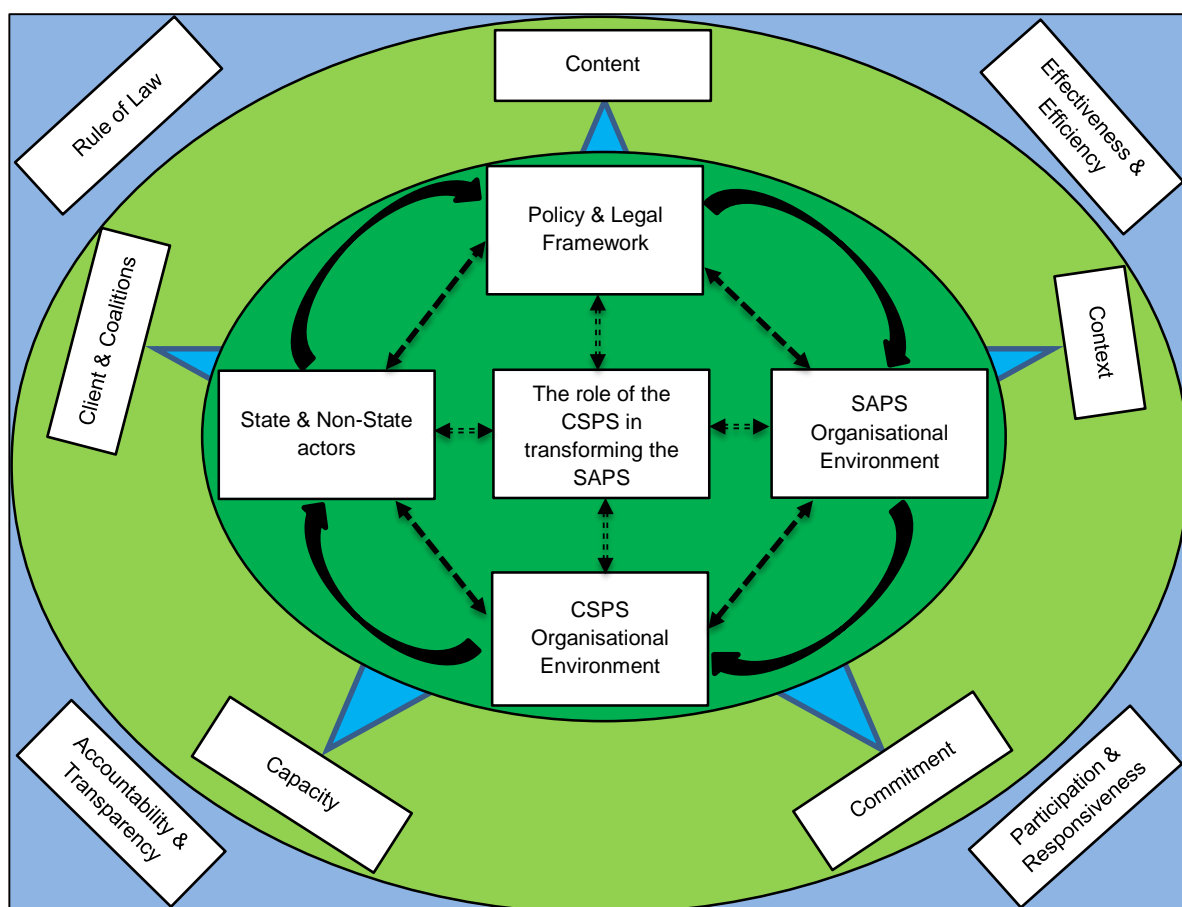 Content
Rule of Law
Effectiveness &
Efficiency
Policy & Legal
Framework
Client & Coalitions
Context
State & Non-State
actors
The role of the
CSPS in
transforming the
SAPS
SAPS
Organisational
Environment
CSPS
Organisational
Environment
Accountability &
Transparency
Capacity
Commitment
Participation &
Responsiveness